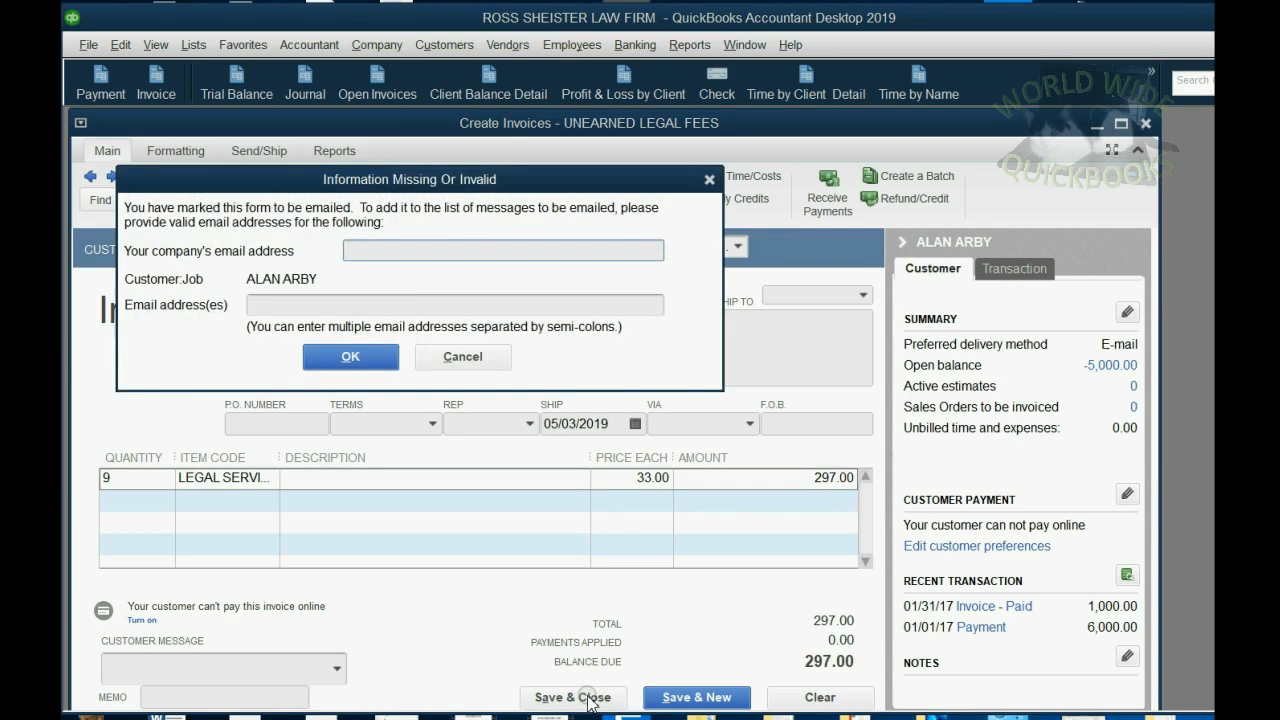 ROSS SHEISTER LAW FIRM - QuickBooks Accountant Desktop 2019
File Edit View Lists Favorites Accountant Company Customers Vendors Employees Banking Reports Window Help
Payment Invoice Trial Balance Journal Open Invoices Client Balance Detail Profit & Loss by Client Check Time by Client Detail Time by Name
Search
WORLD WIDE
QUICKBOOKS
Create Invoices - UNEARNED LEGAL FEES
Main Formatting Send/Ship Reports
Find
Time/Costs
Credits
Receive Payments
Create a Batch
Refund/Credit
Information Missing Or Invalid
You have marked this form to be emailed. To add it to the list of messages to be emailed, please
provide valid email addresses for the following:
Your company's email address
Customer:Job ALAN ARBY
Email address(es)
(You can enter multiple email addresses separated by semi-colons.)
OK Cancel
CUST
IP TO
P.O. NUMBER TERMS REP SHIP VIA F.O.B.
05/03/2019
QUANTITY ITEM CODE DESCRIPTION PRICE EACH AMOUNT
9 LEGAL SERVI... 33.00 297.00
Your customer can't pay this invoice online
Turn on
CUSTOMER MESSAGE
MEMO
TOTAL 297.00
PAYMENTS APPLIED 0.00
BALANCE DUE 297.00
Save & Close Save & New Clear
ALAN ARBY
Customer Transaction
SUMMARY
Preferred delivery method E-mail
Open balance -5,000.00
Active estimates 0
Sales Orders to be invoiced 0
Unbilled time and expenses: 0.00
CUSTOMER PAYMENT
Your customer can not pay online
Edit customer preferences
RECENT TRANSACTION
01/31/17 Invoice - Paid 1,000.00
01/01/17 Payment 6,000.00
NOTES